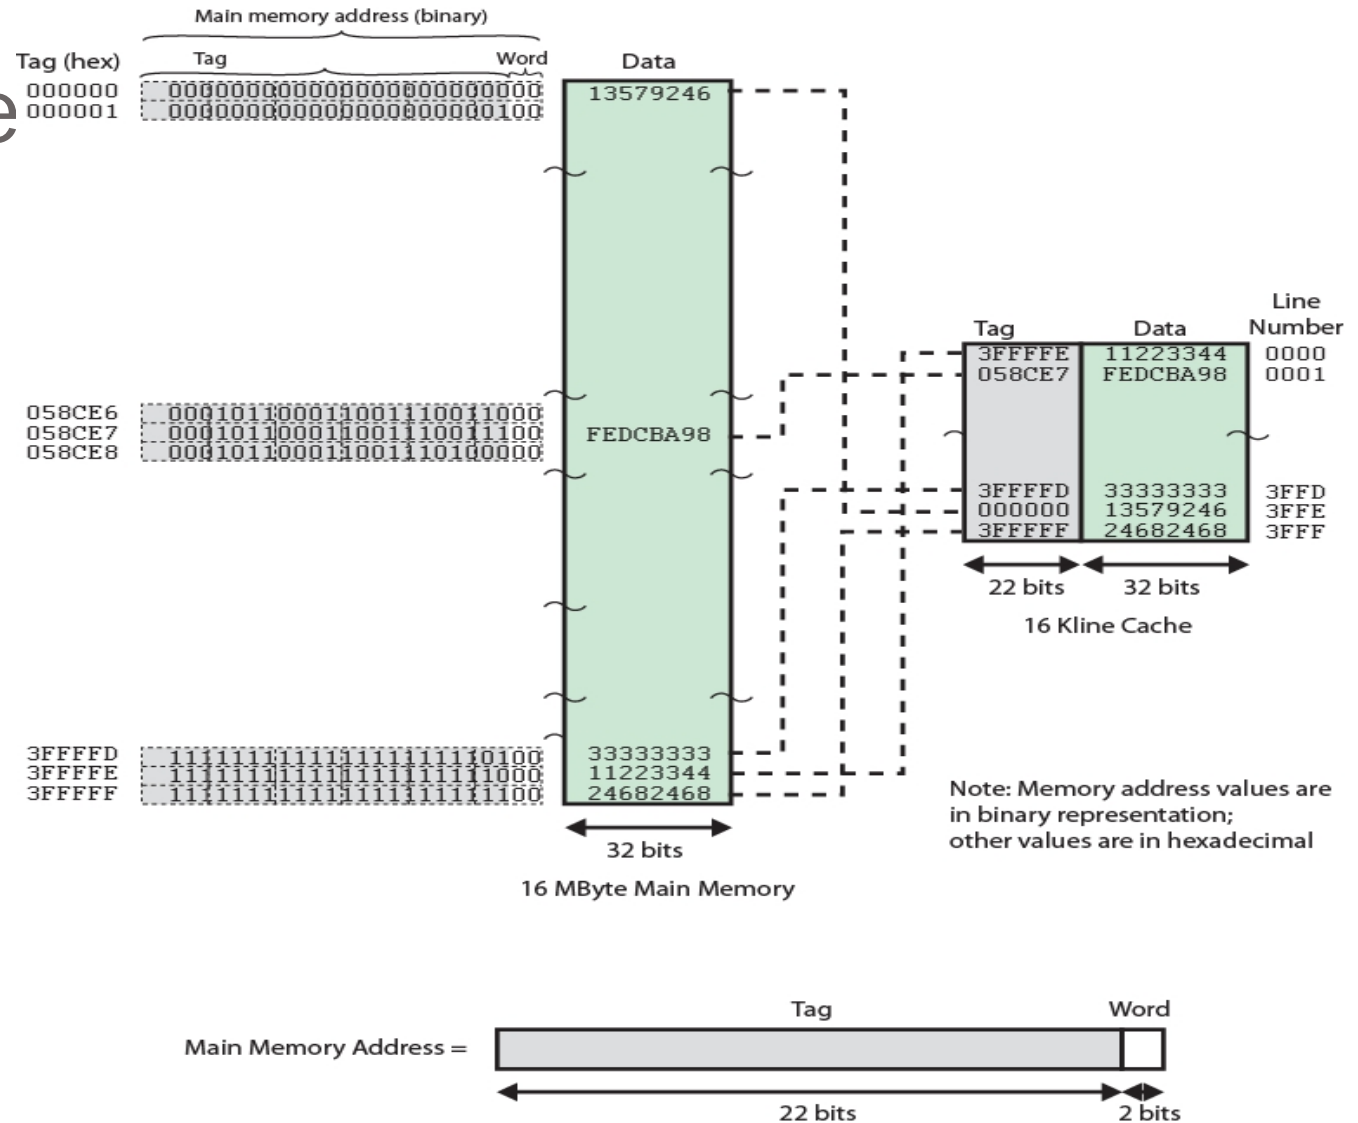 Main memory address (binary)
Tag (hex) Tag Word Data
000000 000000000000000000000000 13579246
e
000001 000000000000000000000100
Line
Tag Data Number
3FFFFE 11223344 0000
058CE7 FEDCBA98 0001
058CE6 000101100011001110011000
058CE7 000101100011001110011100 FEDCBA98
058CE8 000101100011001110100000
3FFFFD 33333333 3FFD
000000 13579246 3FFE
3FFFFF 24682468 3FFF
22 bits 32 bits
16 Kline Cache
3FFFFD 111111111111111111110100 33333333
3FFFFE 111111111111111111111000 11223344
3FFFFF 111111111111111111111100 24682468
Note: Memory address values are
in binary representation;
other values are in hexadecimal
32 bits
16 MByte Main Memory
Tag Word
Main Memory Address =
22 bits 2 bits